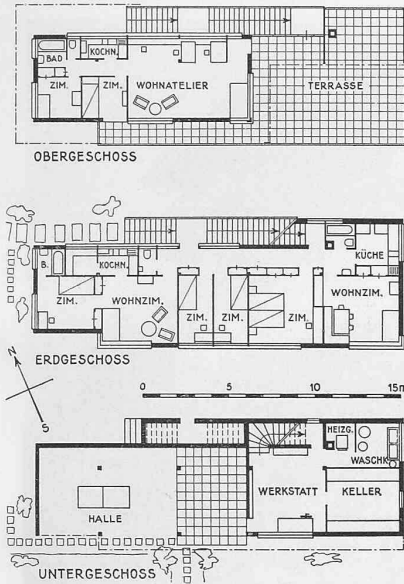 KOCHN.
BAD
ZIM.
ZIM.
WOHNATELIER
TERRASSE
OBERGESCHOSS
B.
KOCHN.
KÜCHE
ZIM.
WOHNZIM.
ZIM.
ZIM.
ZIM.
WOHNZIM.
ERDGESCHOSS
N
S
0 5 10 15m
HEIZG.
WASCHK.
WERKSTATT
KELLER
HALLE
UNTERGESCHOSS